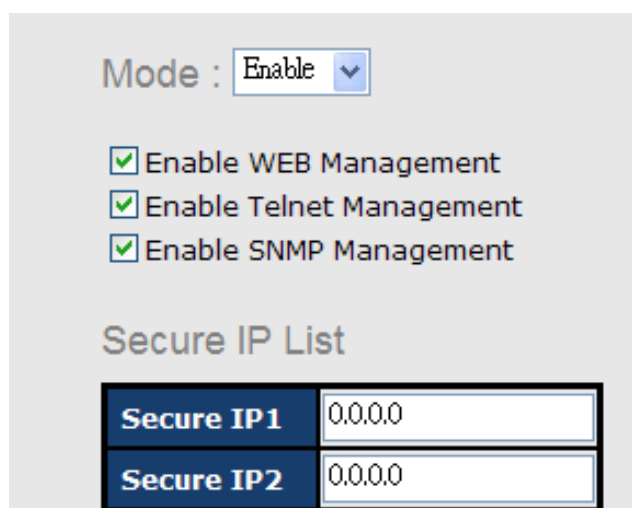 Mode : Enable
Enable WEB Management
Enable Telnet Management
Enable SNMP Management
Secure IP List
Secure IP1 0.0.0.0
Secure IP2 0.0.0.0